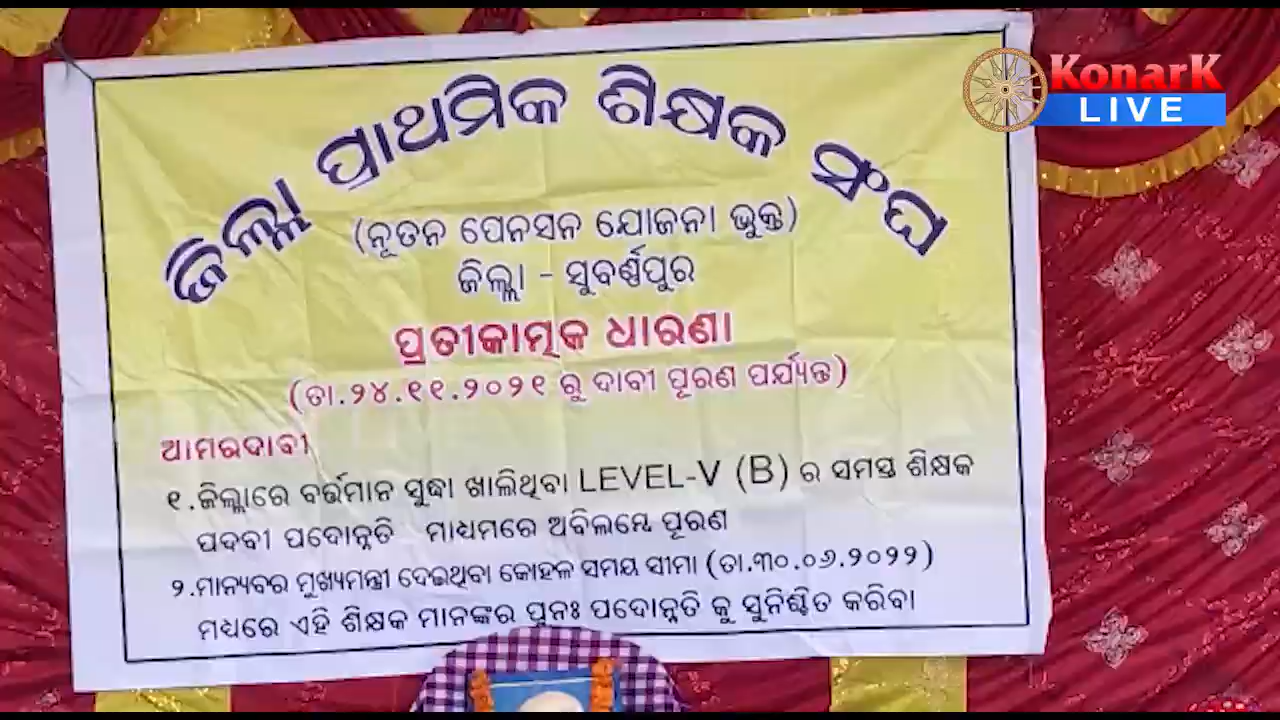 ଜିଲ୍ଲା ପ୍ରାଥମିକ ଶିକ୍ଷକ ସଂଘ
KonarK
LIVE
(ନୂତନ ପେନସନ ଯୋଜନା ଭୁକ୍ତ)
ଜିଲ୍ଲା - ସୁବର୍ଣ୍ଣପୁର
ପ୍ରତୀକାତ୍ମକ ଧାରଣା
(ତା.୨୪.୧୧.୨୦୨୧ ରୁ ଦାବୀ ପୂରଣ ପର୍ଯ୍ୟନ୍ତ)
ଆମରଦାବୀ
୧.ଜିଲ୍ଲାରେ ବର୍ତ୍ତମାନ ସୁଦ୍ଧା ଖାଲିଥିବା LEVEL-V (B) ର ସମସ୍ତ ଶିକ୍ଷକ
ପଦବୀ ପଦୋନ୍ନତି ମାଧ୍ୟମରେ ଅବିଲମ୍ବେ ପୂରଣ
୨.ମାନ୍ୟବର ମୁଖ୍ୟମନ୍ତ୍ରୀ ଦେଇଥିବା କୋହଳ ସମୟ ସୀମା (ତା.୩୦.୦୬.୨୦୨୨)
ମଧ୍ୟରେ ଏହି ଶିକ୍ଷକ ମାନଙ୍କର ପୁନଃ ପଦୋନ୍ନତି କୁ ସୁନିଶ୍ଚିତ କରିବା